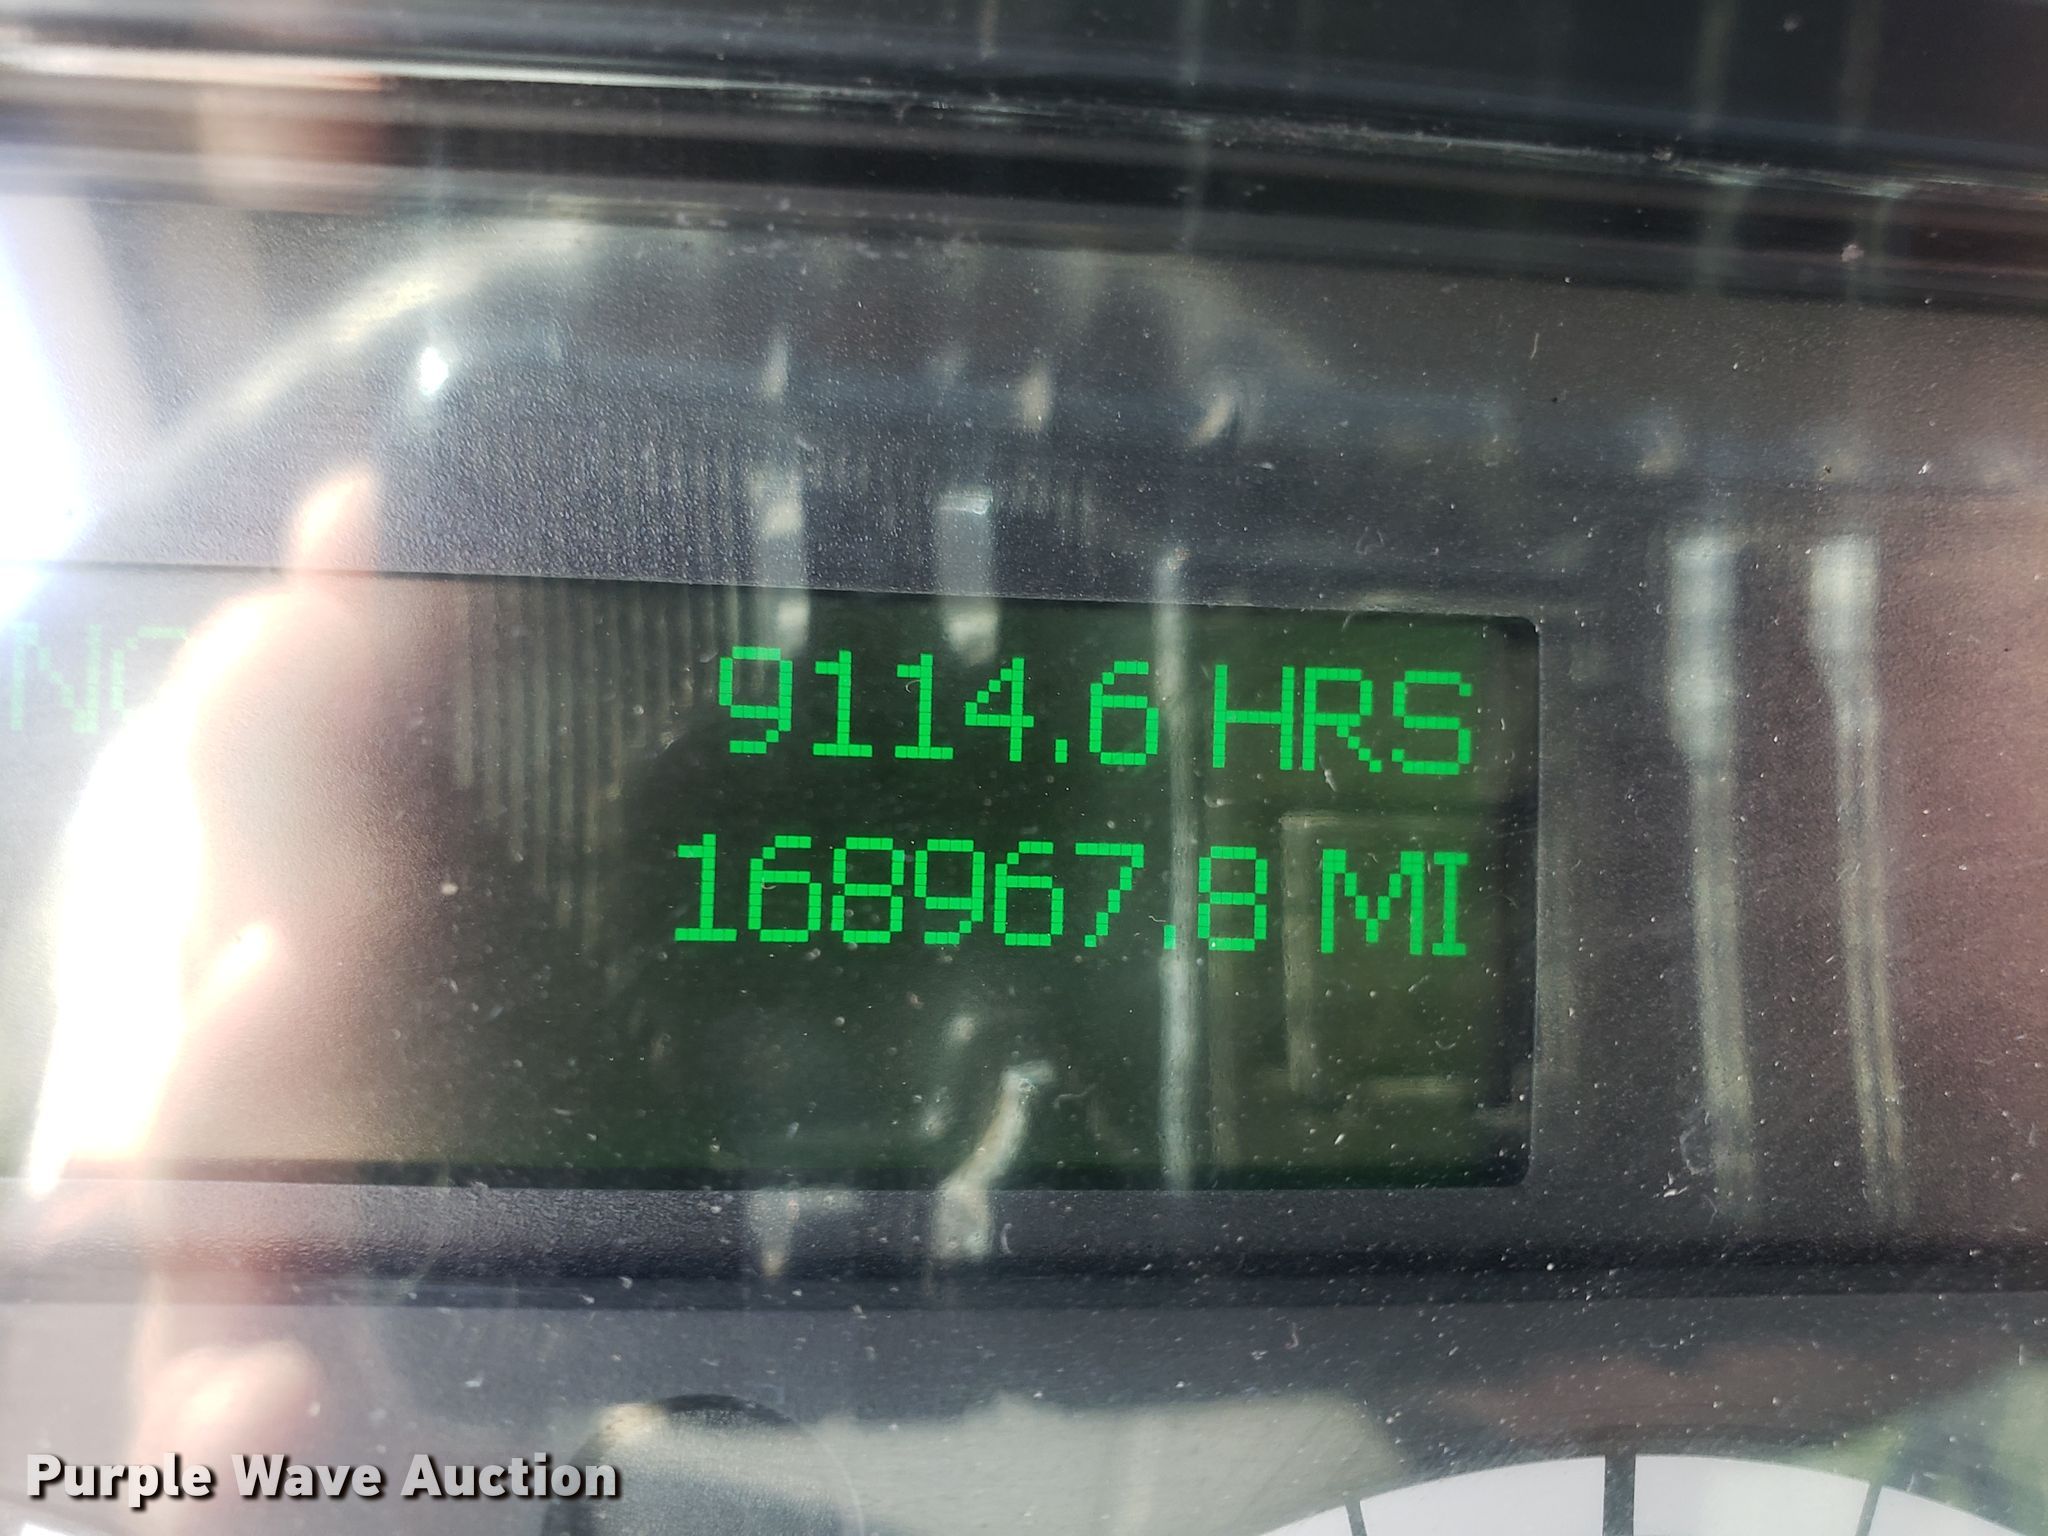 9114.6 HRS
168967.8 MI
Purple Wave Auction